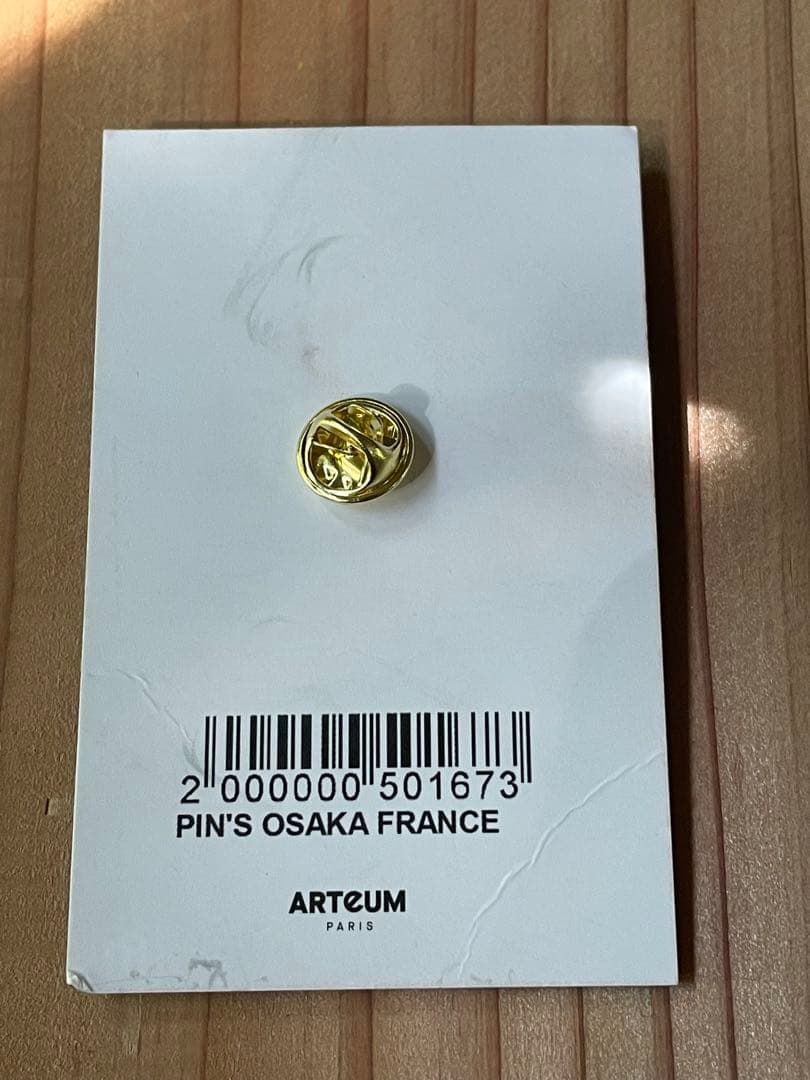 2 000000 501673
PIN'S OSAKA FRANCE
ARTeUM
PARIS